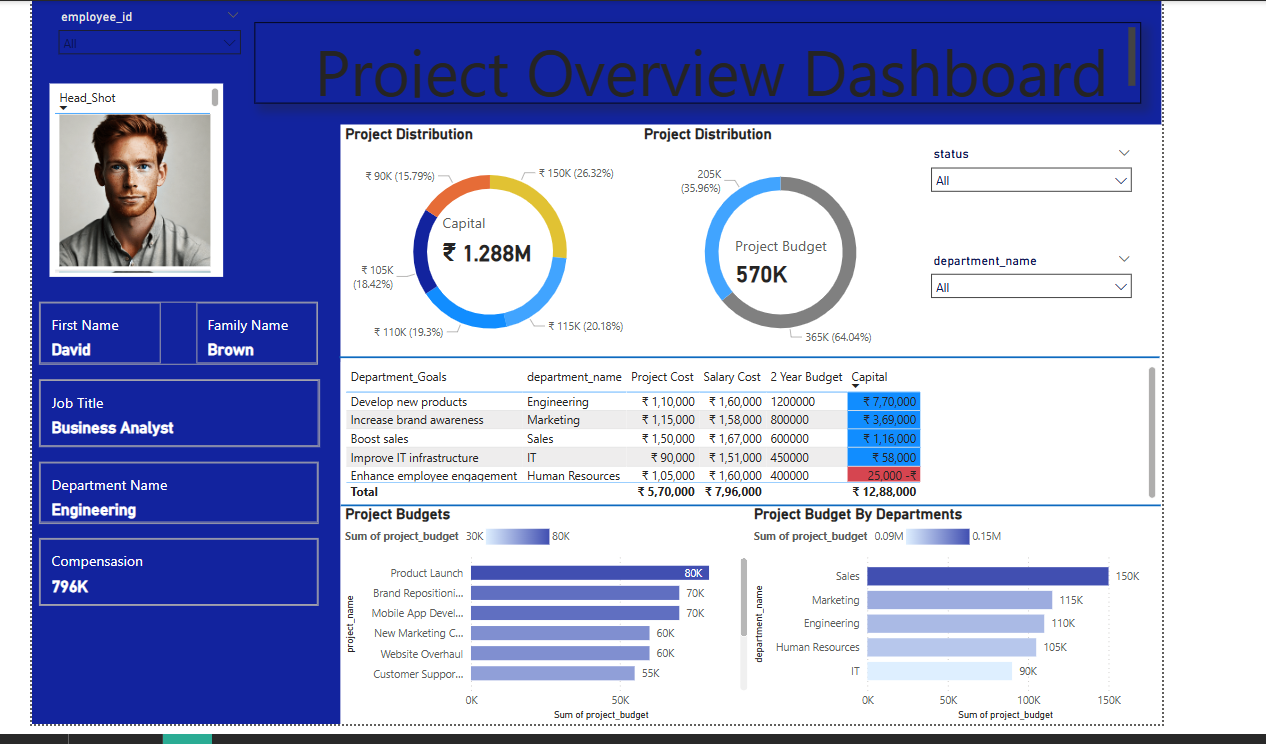 employee_id
All
Project Overview Dashboard
Head_Shot
First Name
David
Family Name
Brown
Job Title
Business Analyst
Department Name
Engineering
Compensasion
796K
Project Distribution
₹ 90K (15.79%)
₹ 150K (26.32%)
Capital
₹ 1.288M
₹ 105K
(18.42%)
₹ 110K (19.3%)
₹ 115K (20.18%)
Project Distribution
205K
(35.96%)
Project Budget
570K
365K (64.04%)
status
All
department_name
All
Department_Goals department_name Project Cost Salary Cost 2 Year Budget Capital
Develop new products Engineering ₹ 1,10,000 ₹ 1,60,000 1200000 ₹ 7,70,000
Increase brand awareness Marketing ₹ 1,15,000 ₹ 1,58,000 800000 ₹ 3,69,000
Boost sales Sales ₹ 1,50,000 ₹ 1,67,000 600000 ₹ 1,16,000
Improve IT infrastructure IT ₹ 90,000 ₹ 1,51,000 450000 ₹ 58,000
Enhance employee engagement Human Resources ₹ 1,05,000 ₹ 1,60,000 400000 25,000 -₹
Total ₹ 5,70,000 ₹ 7,96,000 ₹ 12,88,000
Project Budgets
Sum of project_budget 30K 80K
project_name
Product Launch 80K
Brand Repositioni... 70K
Mobile App Devel... 70K
New Marketing C... 60K
Website Overhaul 60K
Customer Suppor... 55K
0K 50K
Sum of project_budget
Project Budget By Departments
Sum of project_budget 0.09M 0.15M
department_name
Sales 150K
Marketing 115K
Engineering 110K
Human Resources 105K
IT 90K
0K 50K 100K 150K
Sum of project_budget